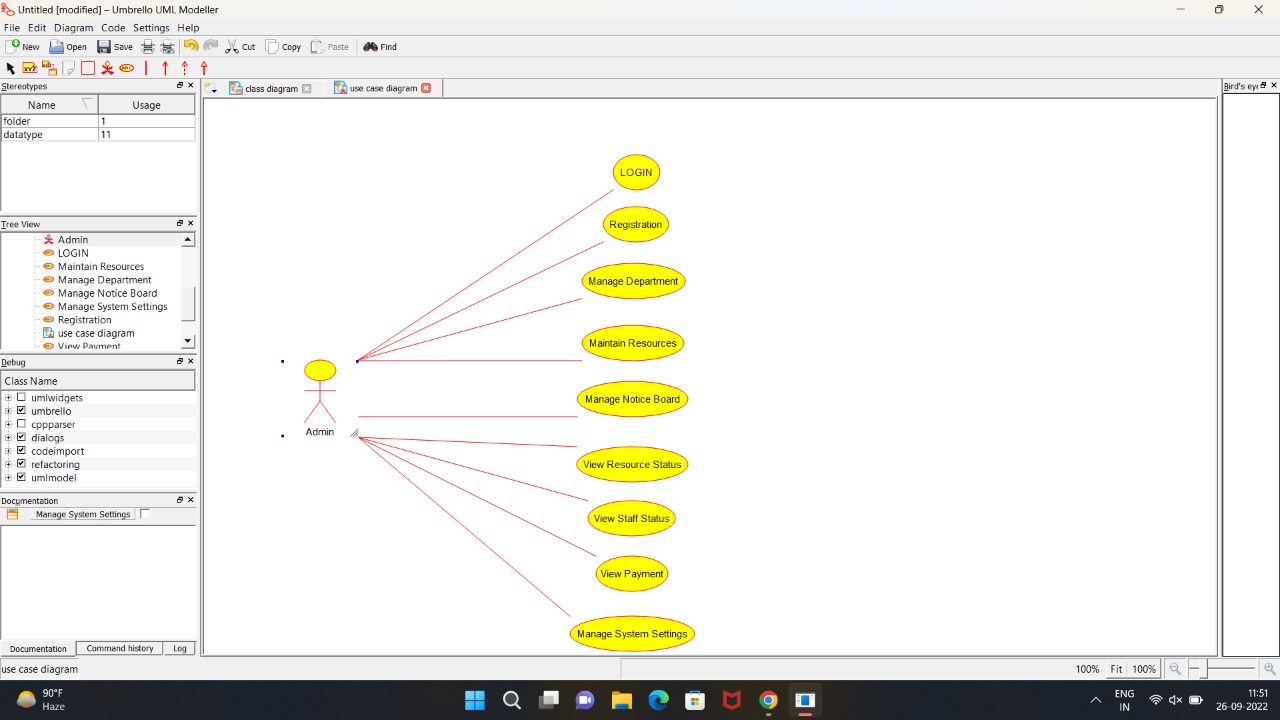 Untitled [modified] – Umbrello UML Modeller
File Edit Diagram Code Settings Help
New Open Save Cut Copy Paste Find
Stereotypes
Name Usage
folder 1
datatype 11
Tree View
Admin
LOGIN
Maintain Resources
Manage Department
Manage Notice Board
Manage System Settings
Registration
use case diagram
View Payment
Debug
Class Name
umlwidgets
umbrello
cppparser
dialogs
codeimport
refactoring
umlmodel
Documentation
Manage System Settings
Documentation Command history Log
class diagram use case diagram
LOGIN
Registration
Manage Department
Maintain Resources
Manage Notice Board
View Resource Status
View Staff Status
View Payment
Manage System Settings
Admin
Bird's ey
use case diagram
100% Fit 100%
90°F
Haze
ENG
IN
11:51
26-09-2022